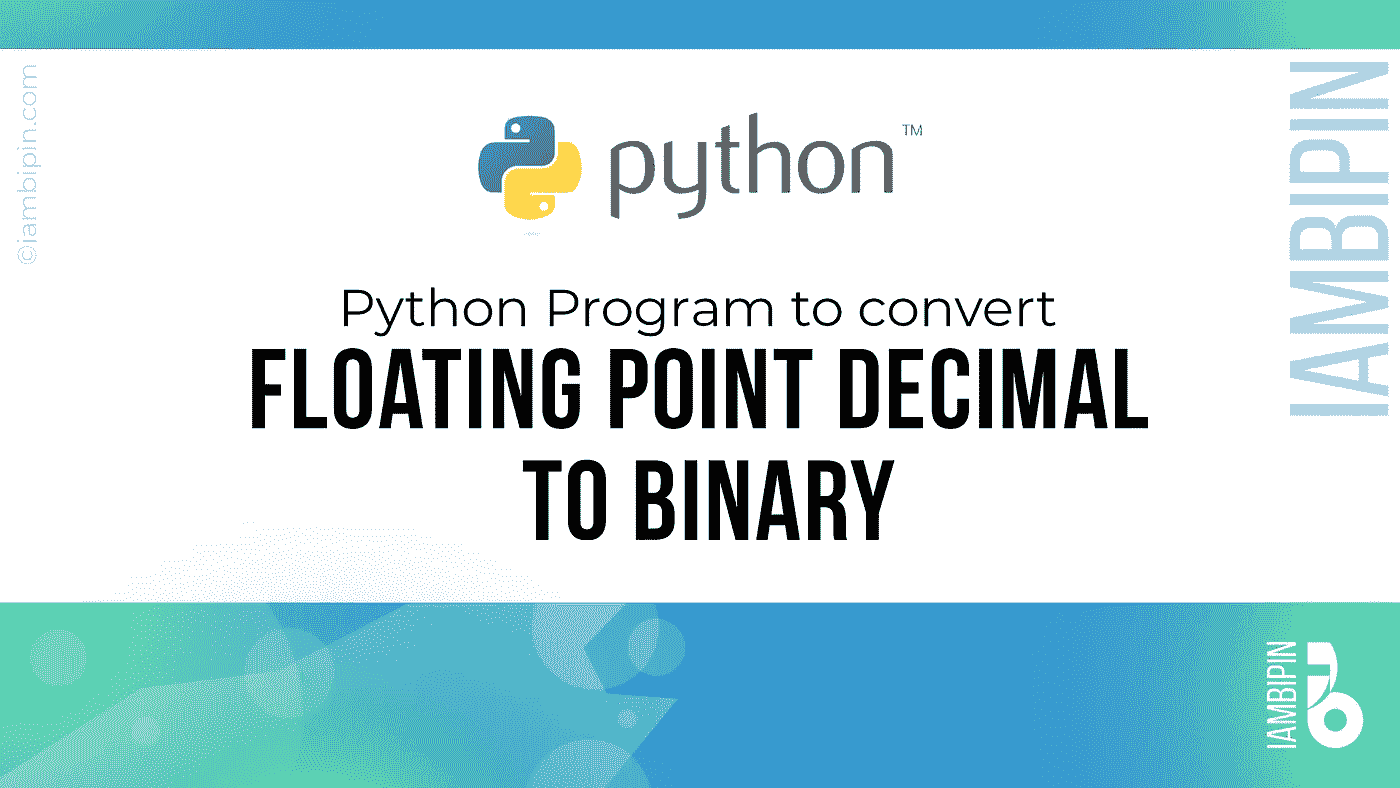 ©iambipin.com
python™
IAMBIPIN
Python Program to convert
FLOATING POINT DECIMAL
TO BINARY
IAMBIPIN